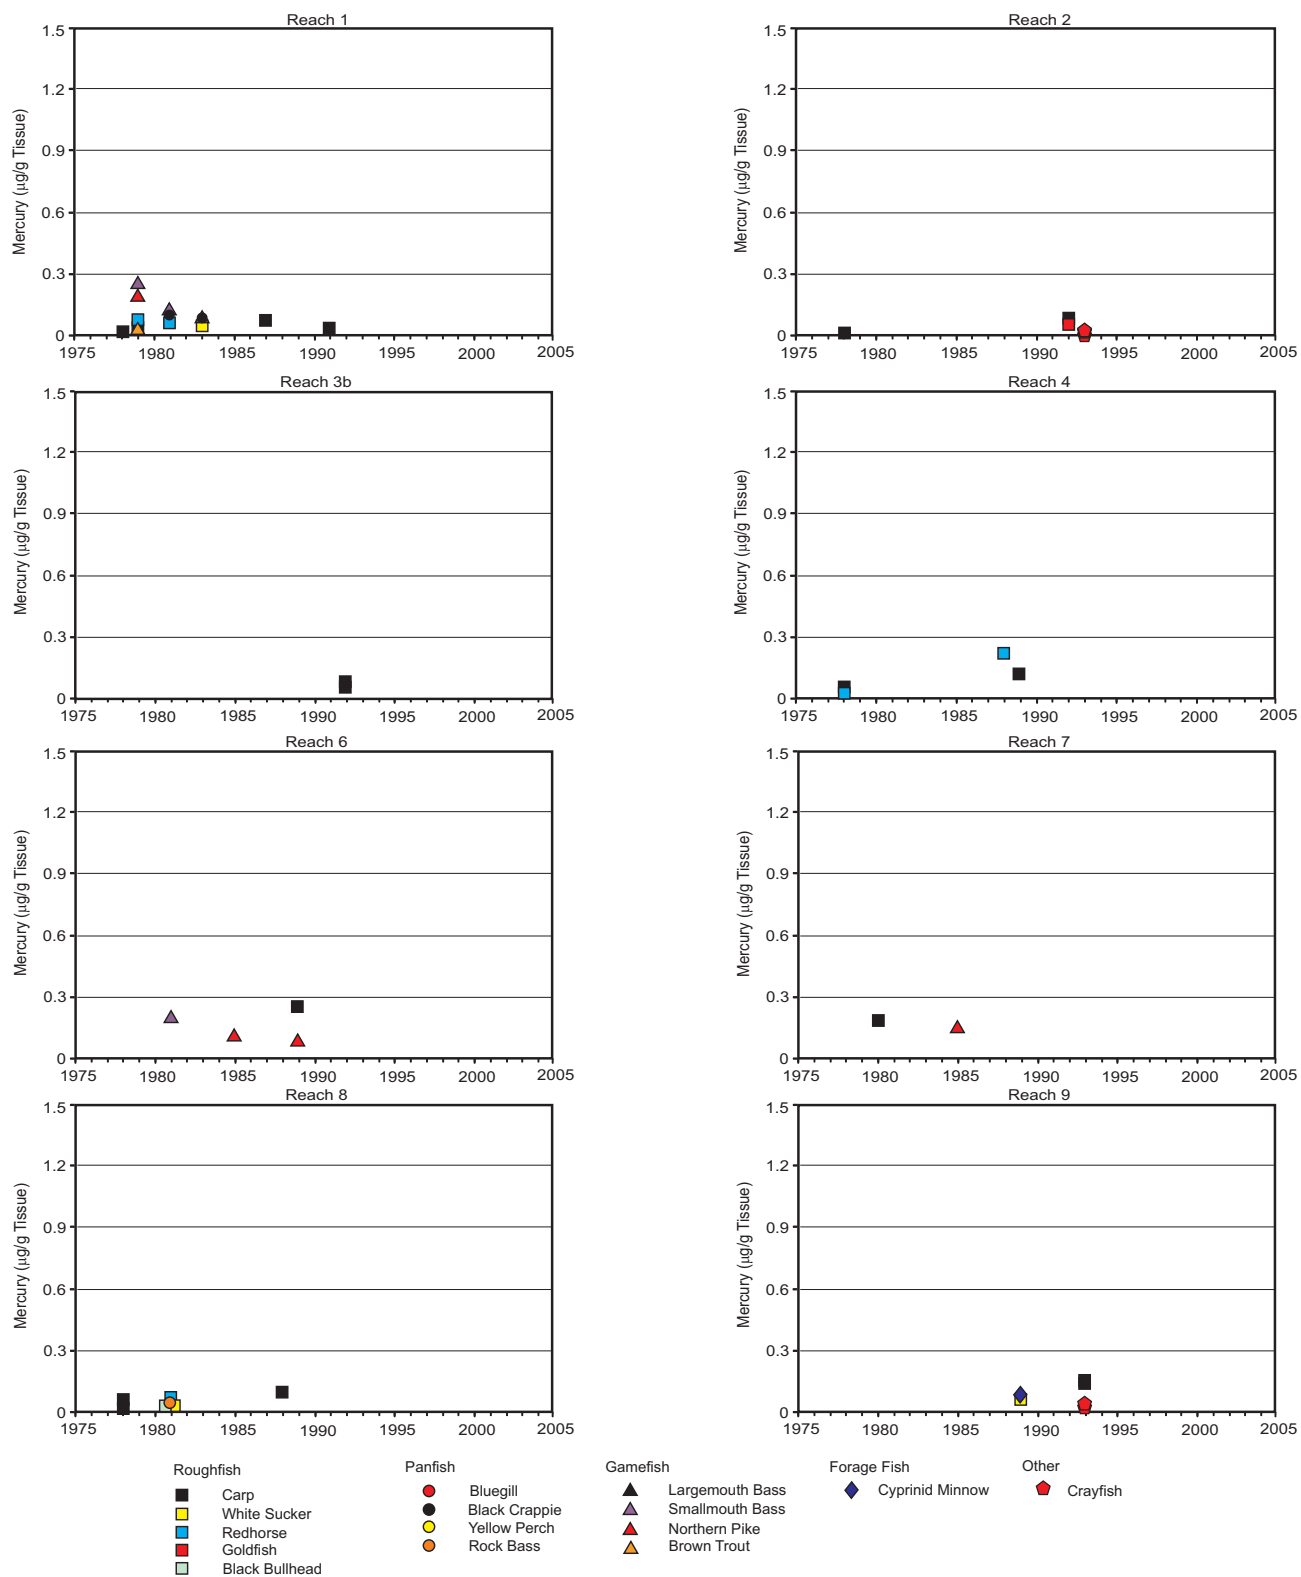 Reach 1
Mercury (µg/g Tissue)
1.5
1.2
0.9
0.6
0.3
0
1975 1980 1985 1990 1995 2000 2005
Reach 2
Mercury (µg/g Tissue)
1.5
1.2
0.9
0.6
0.3
0
1975 1980 1985 1990 1995 2000 2005
Reach 3b
Mercury (µg/g Tissue)
1.5
1.2
0.9
0.6
0.3
0
1975 1980 1985 1990 1995 2000 2005
Reach 4
Mercury (µg/g Tissue)
1.5
1.2
0.9
0.6
0.3
0
1975 1980 1985 1990 1995 2000 2005
Reach 6
Mercury (µg/g Tissue)
1.5
1.2
0.9
0.6
0.3
0
1975 1980 1985 1990 1995 2000 2005
Reach 7
Mercury (µg/g Tissue)
1.5
1.2
0.9
0.6
0.3
0
1975 1980 1985 1990 1995 2000 2005
Reach 8
Mercury (µg/g Tissue)
1.5
1.2
0.9
0.6
0.3
0
1975 1980 1985 1990 1995 2000 2005
Reach 9
Mercury (µg/g Tissue)
1.5
1.2
0.9
0.6
0.3
0
1975 1980 1985 1990 1995 2000 2005
Roughfish
Carp
White Sucker
Redhorse
Goldfish
Black Bullhead
Panfish
Bluegill
Black Crappie
Yellow Perch
Rock Bass
Gamefish
Largemouth Bass
Smallmouth Bass
Northern Pike
Brown Trout
Forage Fish
Cyprinid Minnow
Other
Crayfish